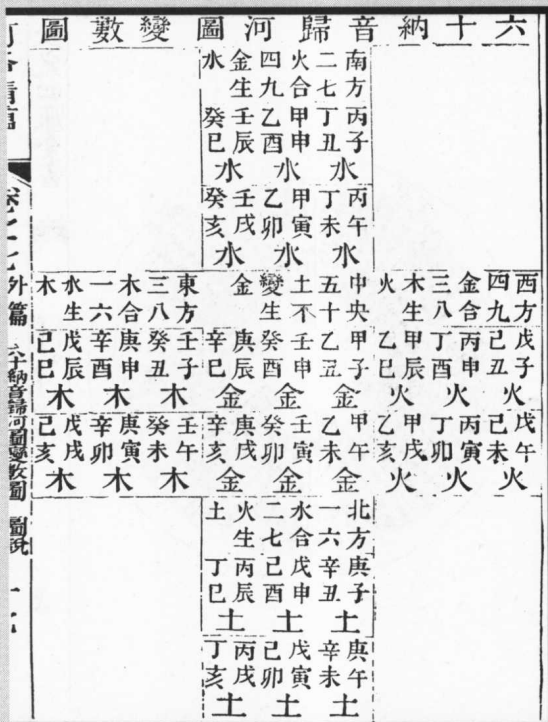 六十納音歸河圖變數圖
南方丙子
二七丁丑
水
火合甲申
四九乙酉
水
金生壬辰
水癸巳
水
丙午
丁未
水
甲寅
乙卯
水
壬戌
癸亥
水
西方戊子
四九己丑
火
金合丙申
三八丁酉
火
木生甲辰
火乙巳
火
戊午
己未
火
丙寅
丁卯
火
甲戌
乙亥
火
中央甲子
五十乙丑
金
土不壬申
變生癸酉
金
金庚辰
辛巳
金
甲午
乙未
金
壬寅
癸卯
金
庚戌
辛亥
金
東方壬子
三八癸丑
木
木合庚申
一六辛酉
木
水生戊辰
木己巳
木
壬午
癸未
木
庚寅
辛卯
木
戊戌
己亥
木
北方庚子
一六辛丑
土
水合戊申
二七己酉
土
火生丙辰
土丁巳
土
庚午
辛未
土
戊寅
己卯
土
丙戌
丁亥
土
外篇 六十納音歸河圖變數圖 圖說